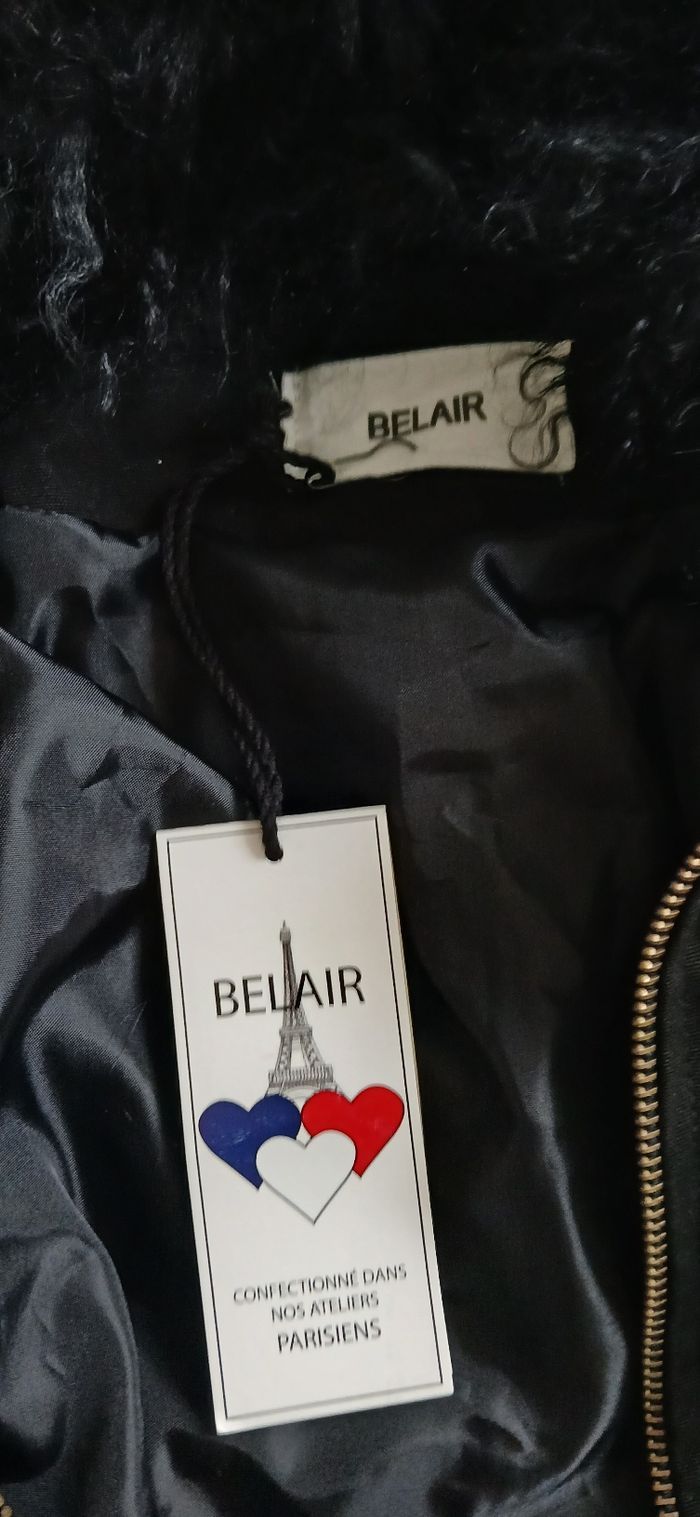 BELAIR
BELAIR
CONFECTIONNÉ DANS
NOS ATELIERS
PARISIENS